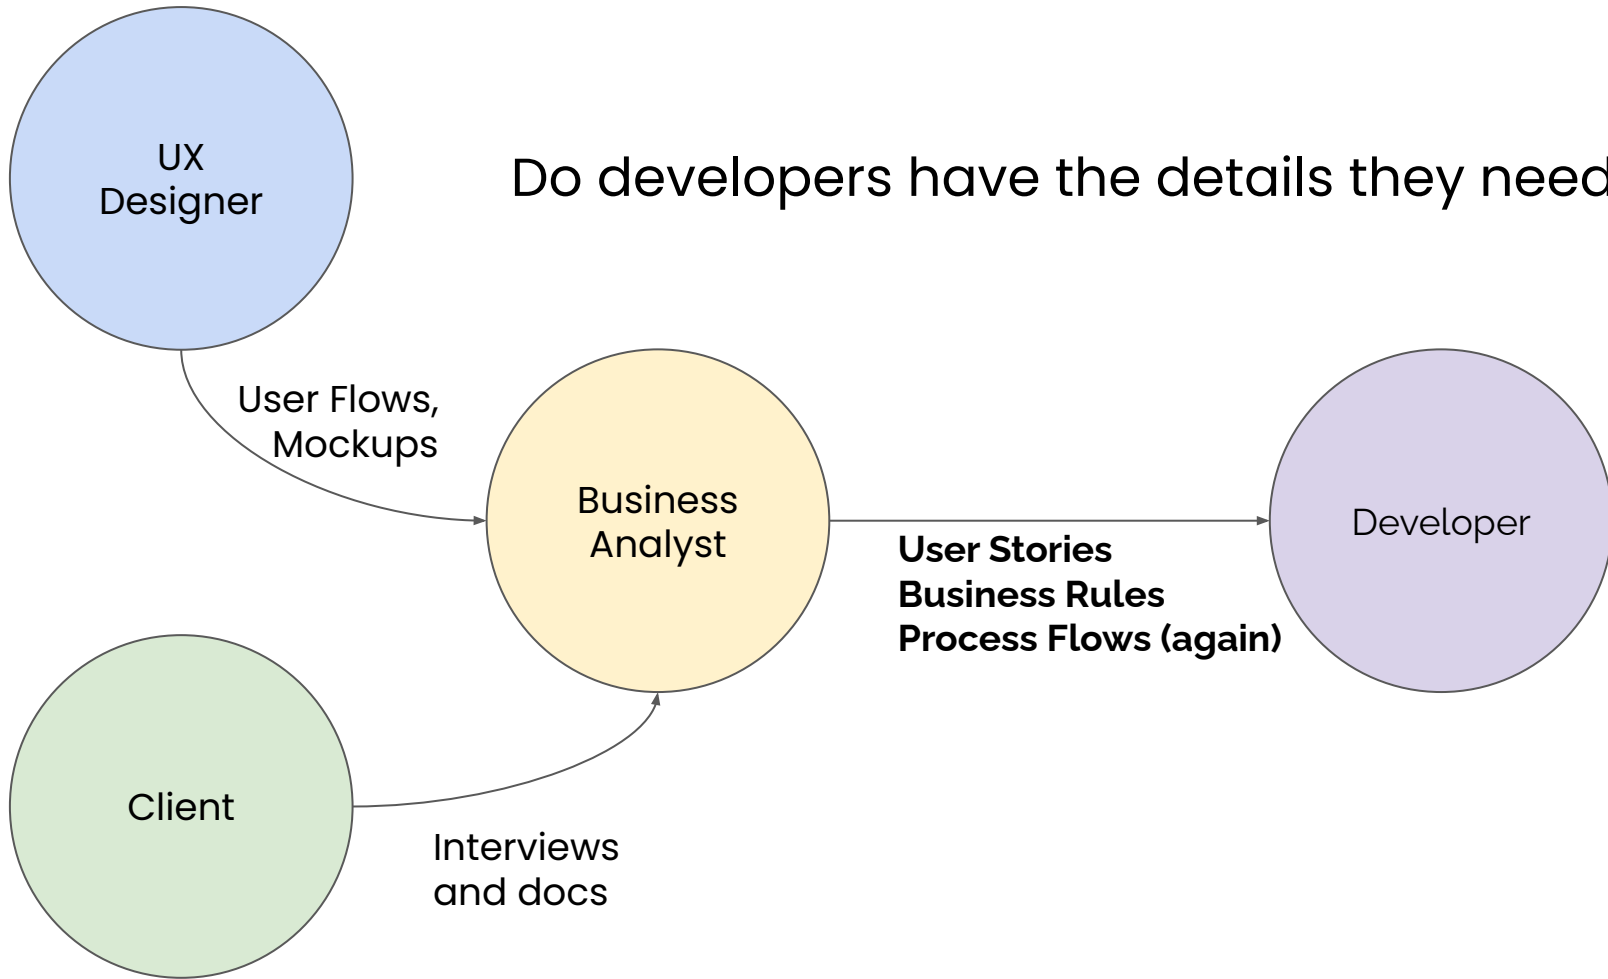 UX
Designer
Do developers have the details they need
User Flows,
Mockups
Business
Analyst
User Stories
Business Rules
Process Flows (again)
Developer
Client
Interviews
and docs